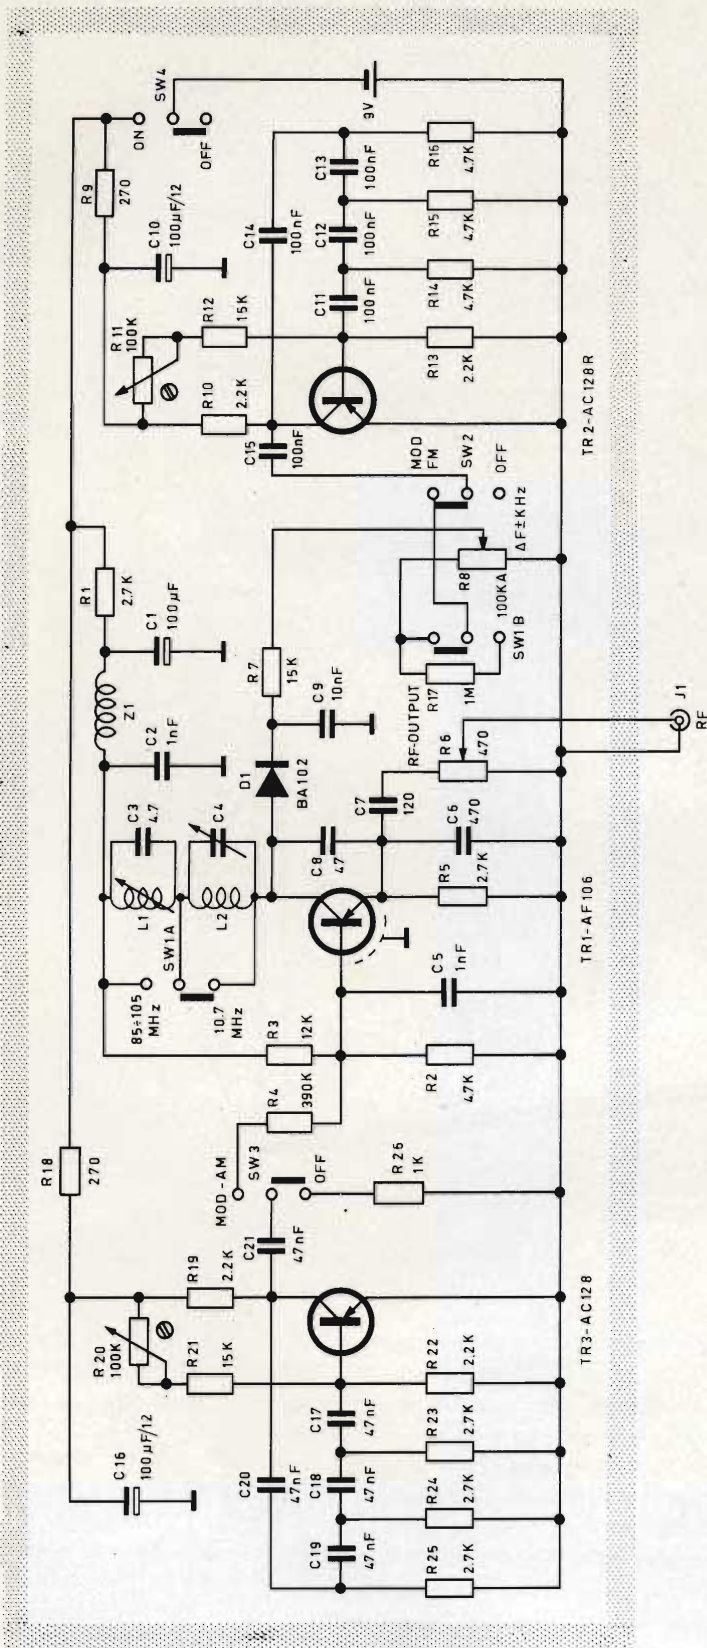 C16
100µF/12
R20
100K
R21
15K
R19
2.2K
C20
47nF
C19
47nF
C18
47nF
C17
47nF
R25
2.7K
R24
2.7K
R23
2.7K
R22
2.2K
TR3-AC128
C21
47nF
R18
270
MOD-AM
SW3
OFF
R26
1K
R4
390K
R3
12K
R2
4.7K
85÷105
MHz
SW1A
10.7
MHz
L1
C3
4.7
L2
C4
C5
1nF
TR1-AF106
R5
2.7K
C8
47
C6
470
C7
120
C2
1nF
Z1
C1
100µF
R1
2.7K
D1
BA102
C9
10nF
R7
15K
RF-OUTPUT
R6
470
J1
RF
R17
1M
SW1B
R8
100KA
ΔF±KHz
MOD
FM
SW2
OFF
C15
100nF
R10
2.2K
R11
100K
R12
15K
C10
100µF/12
R9
270
C14
100nF
C11
100nF
C12
100nF
C13
100nF
R13
2.2K
R14
4.7K
R15
4.7K
R16
4.7K
TR2-AC128R
ON
SW4
OFF
9V